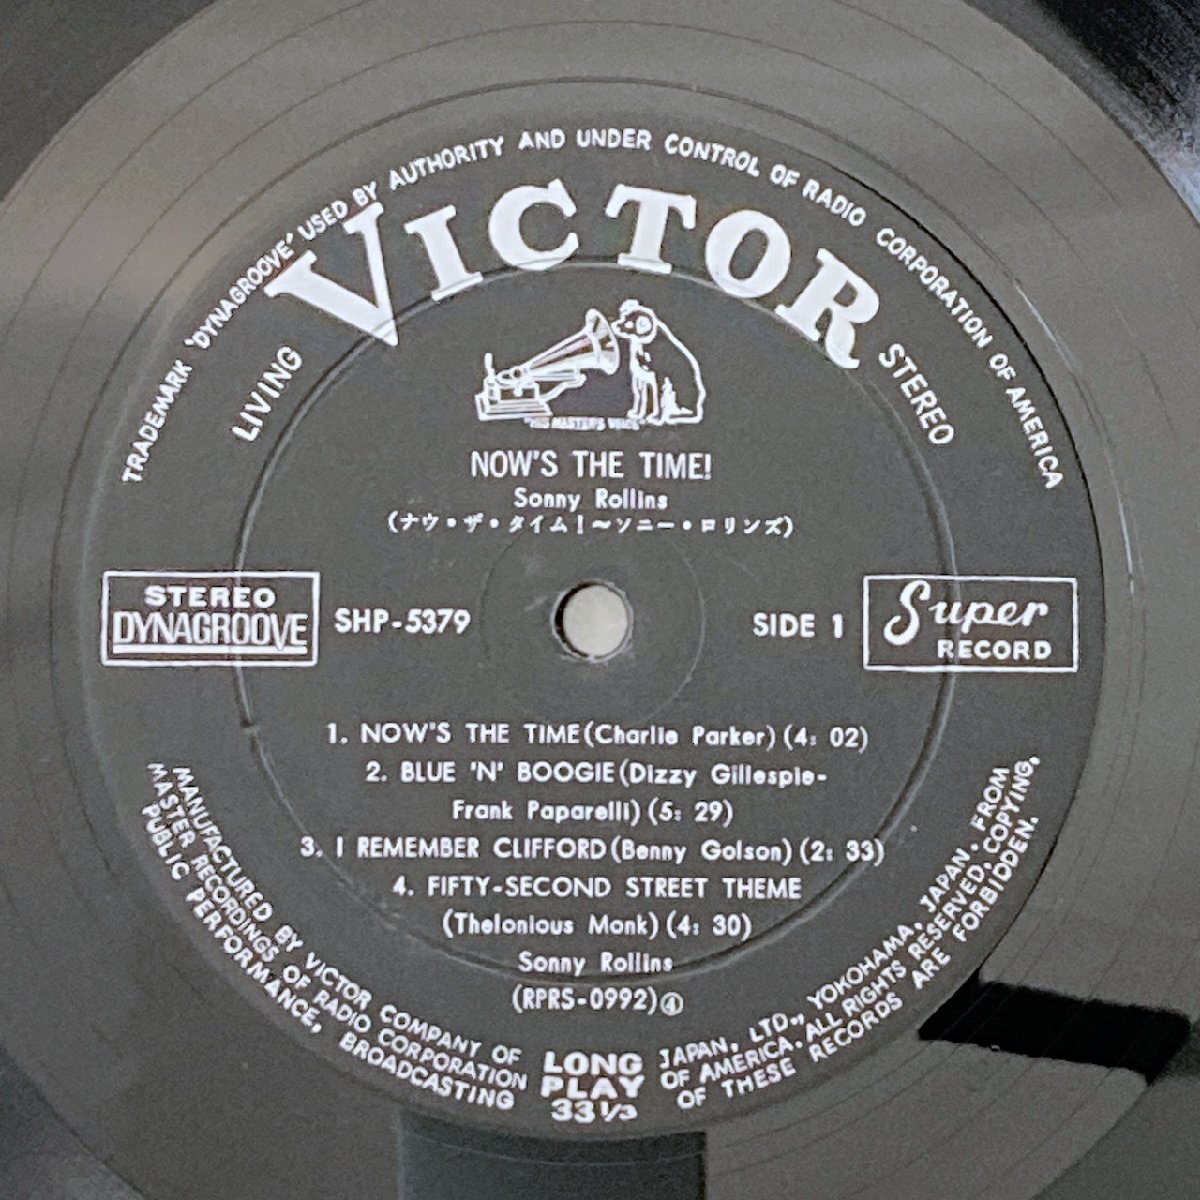 TRADEMARK 'DYNAGROOVE' USED BY AUTHORITY AND UNDER CONTROL OF RADIO CORPORATION OF AMERICA
VICTOR
LIVING
STEREO
"HIS MASTER'S VOICE"
NOW'S THE TIME!
Sonny Rollins
(ナウ・ザ・タイム!～ソニー・ロリンズ)
STEREO
DYNAGROOVE
SHP-5379
SIDE 1
Super
RECORD
1. NOW'S THE TIME(Charlie Parker)(4: 02)
2. BLUE 'N' BOOGIE(Dizzy Gillespie-
Frank Paparelli)(5: 29)
3. I REMEMBER CLIFFORD(Benny Golson)(2: 33)
4. FIFTY-SECOND STREET THEME
(Thelonious Monk)(4: 30)
Sonny Rollins
(RPRS-0992)④
MANUFACTURED BY VICTOR COMPANY OF JAPAN, LTD., YOKOHAMA, JAPAN. FROM
MASTER RECORDINGS OF RADIO CORPORATION OF AMERICA. ALL RIGHTS RESERVED. COPYING,
PUBLIC PERFORMANCE, BROADCASTING OF THESE RECORDS ARE FORBIDDEN.
LONG
PLAY
33 1/3